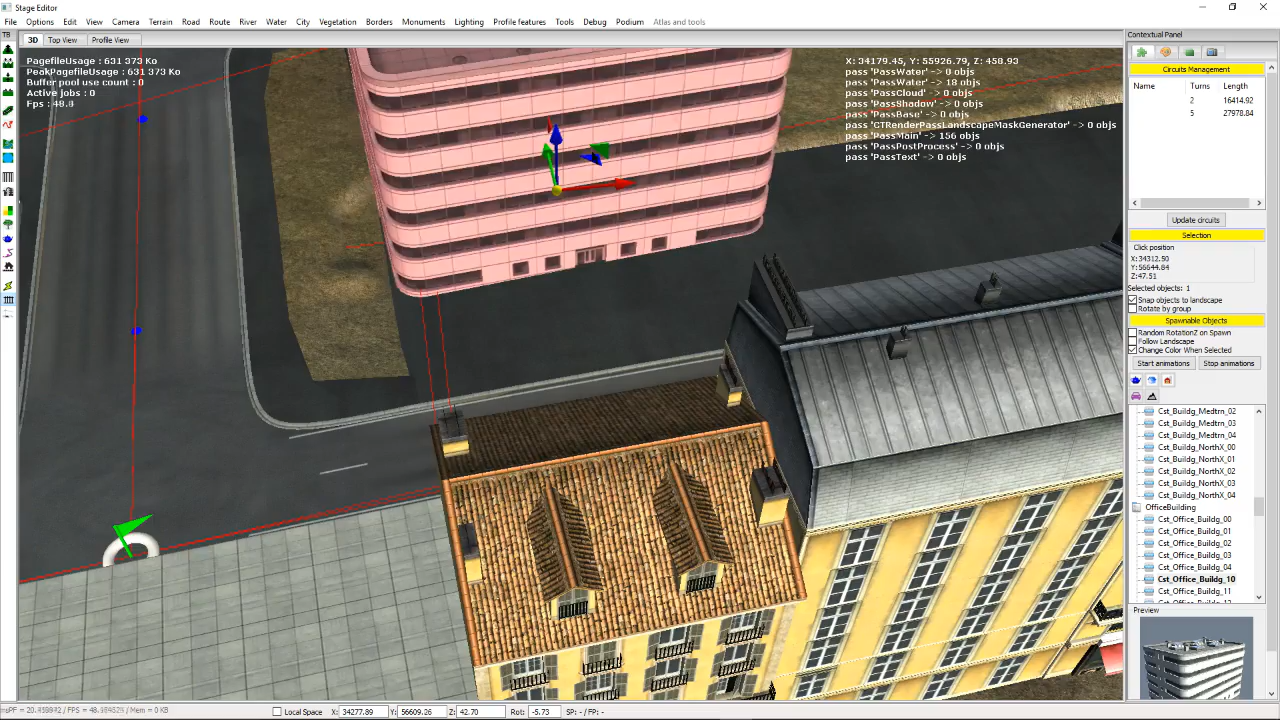 Stage Editor
File Options Edit View Camera Terrain Road Route River Water City Vegetation Borders Monuments Lighting Profile features Tools Debug Podium Atlas and tools
TB
3D Top View Profile View
PagefileUsage : 631 373 Ko
PeakPagefileUsage : 631 373 Ko
Buffer pool use count : 0
Active jobs : 0
Fps : 48.8
X: 34179.45, Y: 55926.79, Z: 458.93
pass 'PassWater' -> 0 objs
pass 'PassWater' -> 18 objs
pass 'PassCloud' -> 0 objs
pass 'PassShadow' -> 0 objs
pass 'PassBase' -> 0 objs
pass 'CTRenderPassLandscapeMaskGenerator' -> 0 objs
pass 'PassMain' -> 156 objs
pass 'PassPostProcess' -> 0 objs
pass 'PassText' -> 0 objs
Contextual Panel
Circuits Management
Name Turns Length
2 16414.92
5 27978.84
Update circuits
Selection
Click position
X:34312.50
Y:56644.84
Z:47.51
Selected objects: 1
Snap objects to landscape
Rotate by group
Spawnable Objects
Random RotationZ on Spawn
Follow Landscape
Change Color When Selected
Start animations Stop animations
Cst_Buildg_Medtrn_02
Cst_Buildg_Medtrn_03
Cst_Buildg_Medtrn_04
Cst_Buildg_NorthX_00
Cst_Buildg_NorthX_01
Cst_Buildg_NorthX_02
Cst_Buildg_NorthX_03
Cst_Buildg_NorthX_04
OfficeBuilding
Cst_Office_Buildg_00
Cst_Office_Buildg_01
Cst_Office_Buildg_02
Cst_Office_Buildg_03
Cst_Office_Buildg_04
Cst_Office_Buildg_10
Cst_Office_Buildg_11
Preview
Local Space X: 34277.89 Y: 56609.26 Z: 42.70 Rot: -5.73 SP: - / FP: -